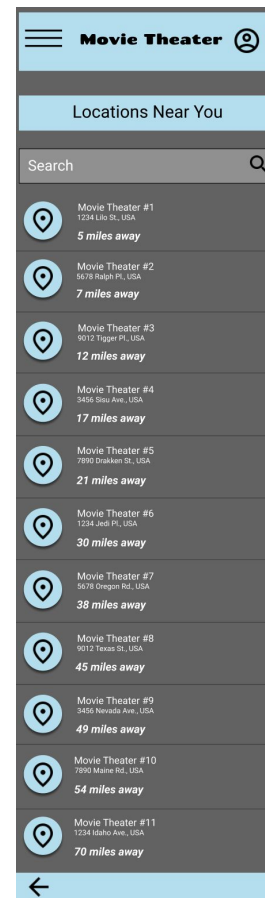 Movie Theater
Locations Near You
Search
Movie Theater #1
1234 Lilo St., USA
5 miles away
Movie Theater #2
5678 Ralph Pl., USA
7 miles away
Movie Theater #3
9012 Tigger Pl., USA
12 miles away
Movie Theater #4
3456 Sisu Ave., USA
17 miles away
Movie Theater #5
7890 Drakken St., USA
21 miles away
Movie Theater #6
1234 Jedi Pl., USA
30 miles away
Movie Theater #7
5678 Oregon Rd., USA
38 miles away
Movie Theater #8
9012 Texas St., USA
45 miles away
Movie Theater #9
3456 Nevada Ave., USA
49 miles away
Movie Theater #10
7890 Maine Rd., USA
54 miles away
Movie Theater #11
1234 Idaho Ave., USA
70 miles away